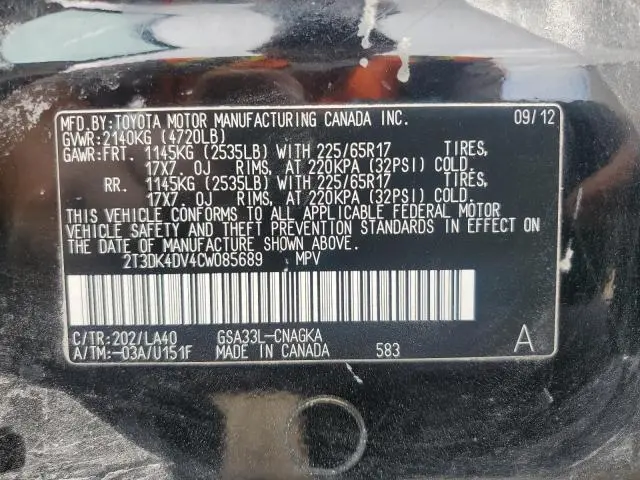 MFD.BY:TOYOTA MOTOR MANUFACTURING CANADA INC. 09/12
GVWR:2140KG (4720LB)
GAWR:FRT. 1145KG (2535LB) WITH 225/65R17 TIRES,
17X7.0J RIMS, AT 220KPA (32PSI) COLD.
RR. 1145KG (2535LB) WITH 225/65R17 TIRES,
17X7.0J RIMS, AT 220KPA (32PSI) COLD.
THIS VEHICLE CONFORMS TO ALL APPLICABLE FEDERAL MOTOR
VEHICLE SAFETY AND THEFT PREVENTION STANDARDS IN EFFECT ON THE DATE
OF MANUFACTURE SHOWN ABOVE.
2T3DK4DV4CW085689 MPV
C/TR:202/LA40 GSA33L-CNAGKA
A/TM:-03A/U151F MADE IN CANADA 583 A